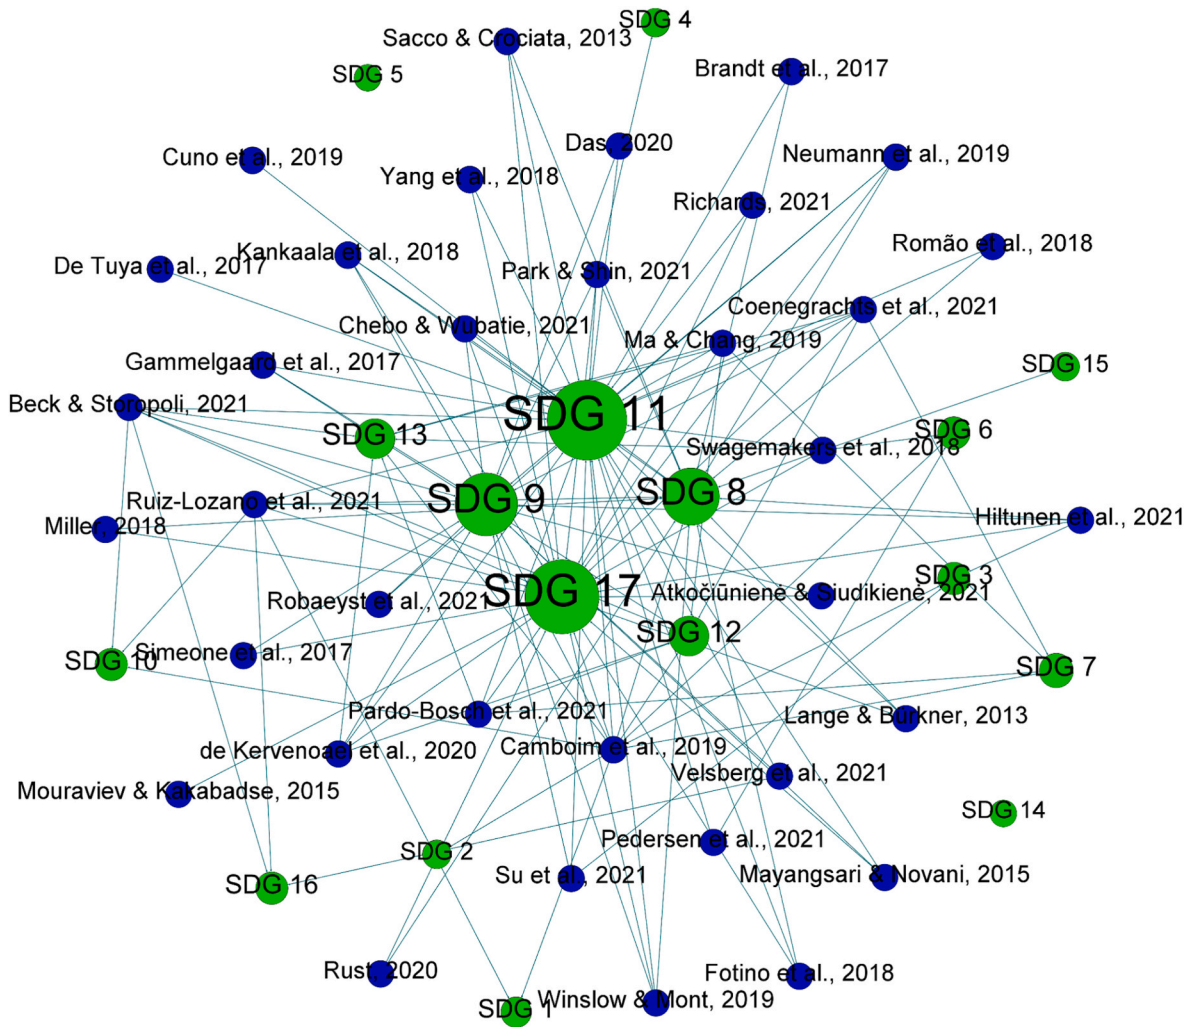 SDG 4
Sacco & Crociata, 2013
SDG 5
Brandt et al., 2017
Das, 2020
Cuno et al., 2019
Neumann et al., 2019
Yang et al., 2018
Richards, 2021
Romão et al., 2018
Kankaala et al., 2018
De Tuya et al., 2017
Park & Shin, 2021
Coenegrachts et al., 2021
Chebo & Wubatie, 2021
Ma & Chang, 2019
Gammelgaard et al., 2017
SDG 15
Beck & Storopoli, 2021
SDG 11
SDG 13
SDG 6
Swagemakers et al., 2018
SDG 9
SDG 8
Ruiz-Lozano et al., 2021
Miller, 2018
Hiltunen et al., 2021
SDG 3
SDG 17
Atkočiūnienė & Siudikienė, 2021
Robaeyst et al., 2021
SDG 12
Simeone et al., 2017
SDG 10
SDG 7
Pardo-Bosch et al., 2021
Lange & Bürkner, 2013
de Kervenoael et al., 2020
Camboim et al., 2019
Velsberg et al., 2021
Mouraviev & Kakabadse, 2015
SDG 14
Pedersen et al., 2021
SDG 2
Su et al., 2021
Mayangsari & Novani, 2015
SDG 16
Rust, 2020
Fotino et al., 2018
Winslow & Mont, 2019
SDG 1